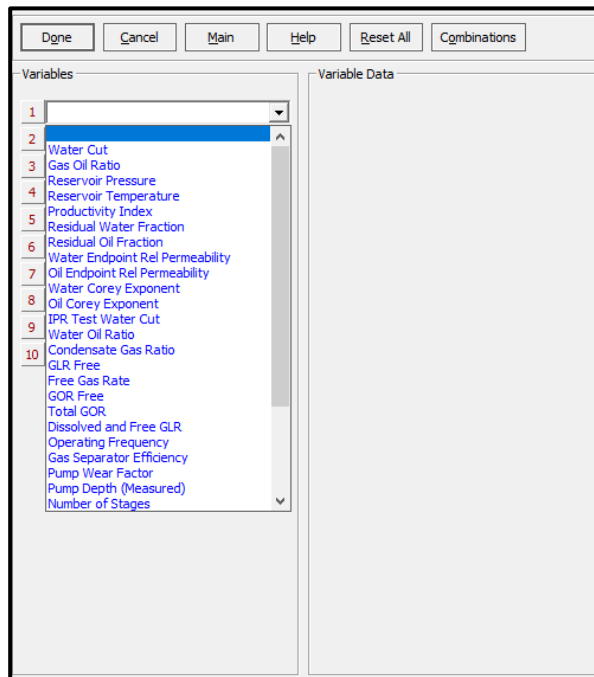 Done Cancel Main Help Reset All Combinations
Variables
Variable Data
1
2
3
4
5
6
7
8
9
10
Water Cut
Gas Oil Ratio
Reservoir Pressure
Reservoir Temperature
Productivity Index
Residual Water Fraction
Residual Oil Fraction
Water Endpoint Rel Permeability
Oil Endpoint Rel Permeability
Water Corey Exponent
Oil Corey Exponent
IPR Test Water Cut
Water Oil Ratio
Condensate Gas Ratio
GLR Free
Free Gas Rate
GOR Free
Total GOR
Dissolved and Free GLR
Operating Frequency
Gas Separator Efficiency
Pump Wear Factor
Pump Depth (Measured)
Number of Stages